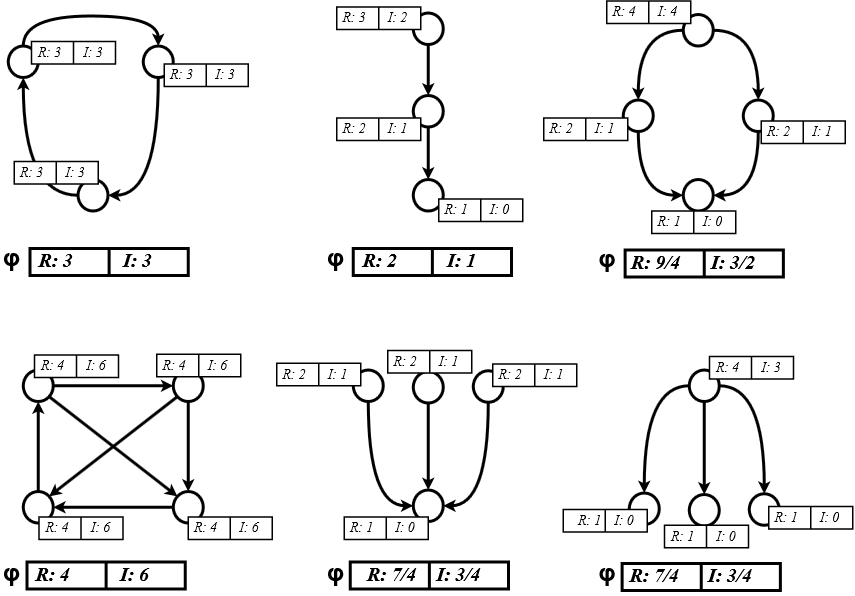 R: 3 I: 3
R: 3 I: 3
R: 3 I: 3
φ R: 3 I: 3
R: 3 I: 2
R: 2 I: 1
R: 1 I: 0
φ R: 2 I: 1
R: 4 I: 4
R: 2 I: 1
R: 2 I: 1
R: 1 I: 0
φ R: 9/4 I: 3/2
R: 4 I: 6
R: 4 I: 6
R: 4 I: 6
R: 4 I: 6
φ R: 4 I: 6
R: 2 I: 1
R: 2 I: 1
R: 2 I: 1
R: 1 I: 0
φ R: 7/4 I: 3/4
R: 4 I: 3
R: 1 I: 0
R: 1 I: 0
R: 1 I: 0
φ R: 7/4 I: 3/4